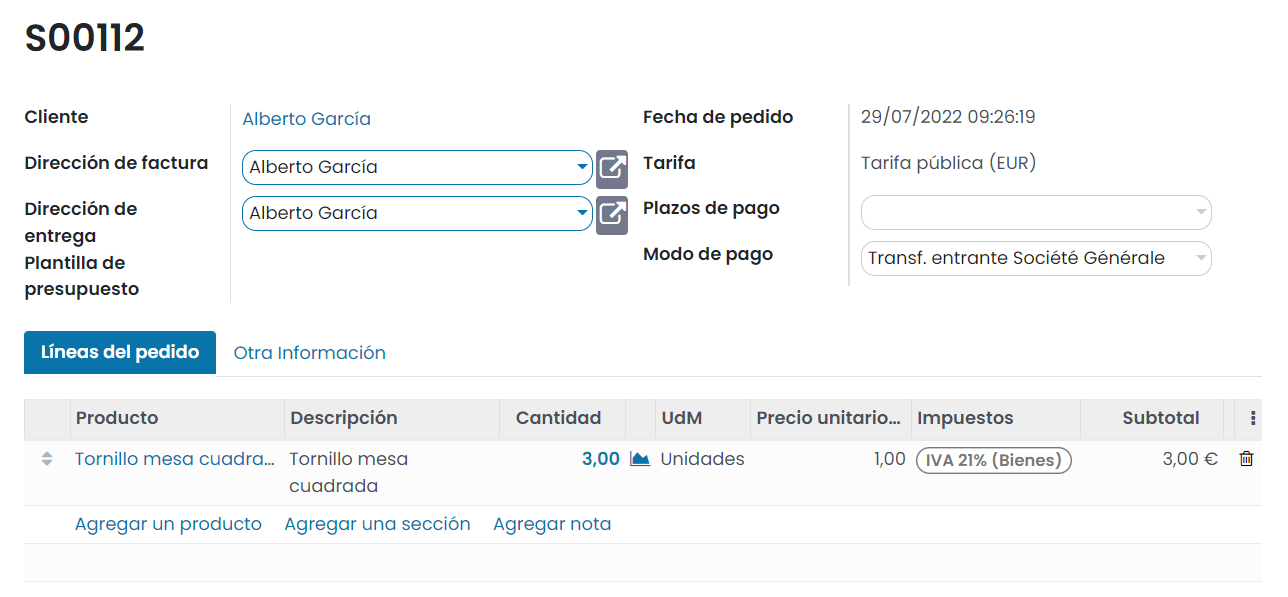 S00112
Cliente
Alberto García
Fecha de pedido
29/07/2022 09:26:19
Dirección de factura
Alberto García
Tarifa
Tarifa pública (EUR)
Dirección de
entrega
Alberto García
Plazos de pago
Plantilla de
presupuesto
Modo de pago
Transf. entrante Société Générale
Líneas del pedido
Otra Información
Producto Descripción Cantidad UdM Precio unitario... Impuestos Subtotal
Tornillo mesa cuadra... Tornillo mesa 3,00 Unidades 1,00 IVA 21% (Bienes) 3,00 €
cuadrada
Agregar un producto Agregar una sección Agregar nota